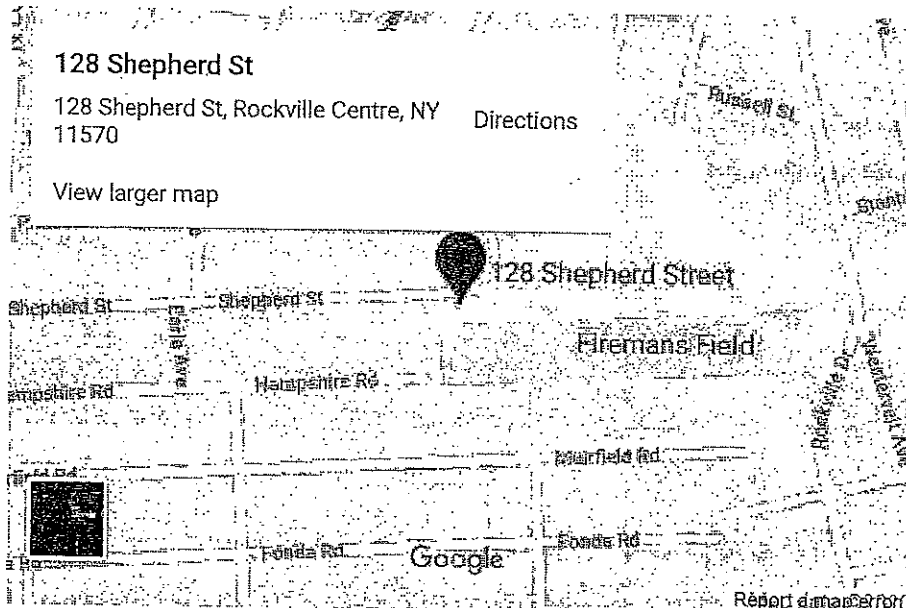 128 Shepherd St
128 Shepherd St, Rockville Centre, NY
11570
Directions
View larger map
Russell St
128 Shepherd Street
Shepherd St
Shepherd St
Earle Ave
Firemans Field
Hampshire Rd
Rockville Dr
Muirfield Rd
Fonda Rd
Google
Fonda Rd
Report a map error